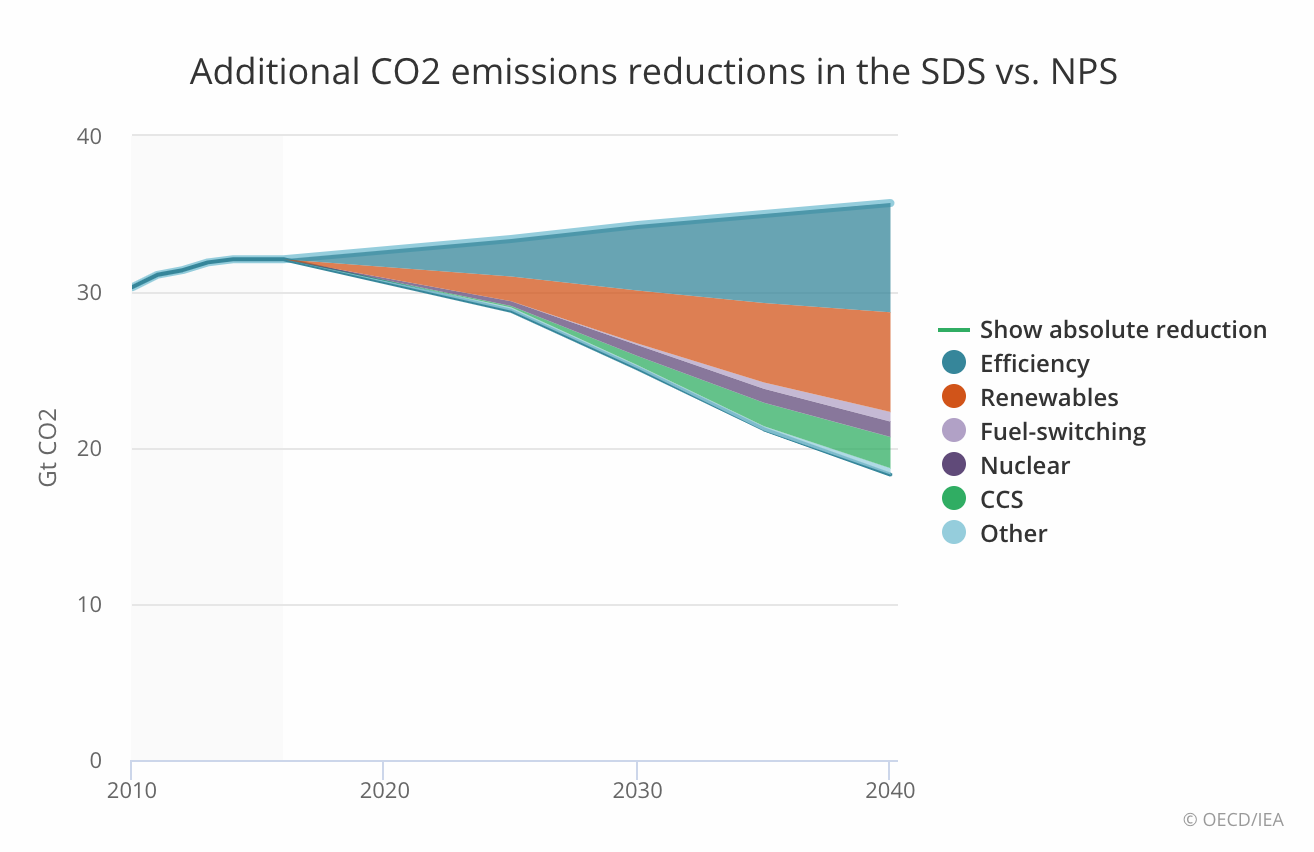 Additional CO2 emissions reductions in the SDS vs. NPS
40
30
20
10
0
Gt CO2
2010
2020
2030
2040
Show absolute reduction
Efficiency
Renewables
Fuel-switching
Nuclear
CCS
Other
© OECD/IEA